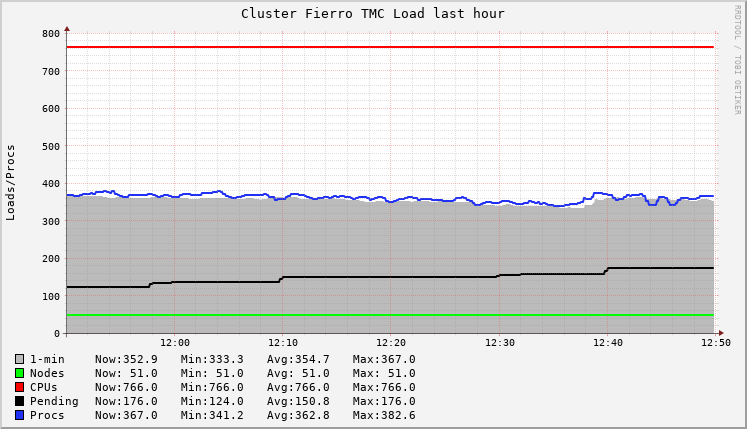 Cluster Fierro TMC Load last hour
RRDTOOL / TOBI OETIKER
Loads/Procs
800
700
600
500
400
300
200
100
0
12:00 12:10 12:20 12:30 12:40 12:50
1-min Now:352.9 Min:333.3 Avg:354.7 Max:367.0
Nodes Now: 51.0 Min: 51.0 Avg: 51.0 Max: 51.0
CPUs Now:766.0 Min:766.0 Avg:766.0 Max:766.0
Pending Now:176.0 Min:124.0 Avg:150.8 Max:176.0
Procs Now:367.0 Min:341.2 Avg:362.8 Max:382.6